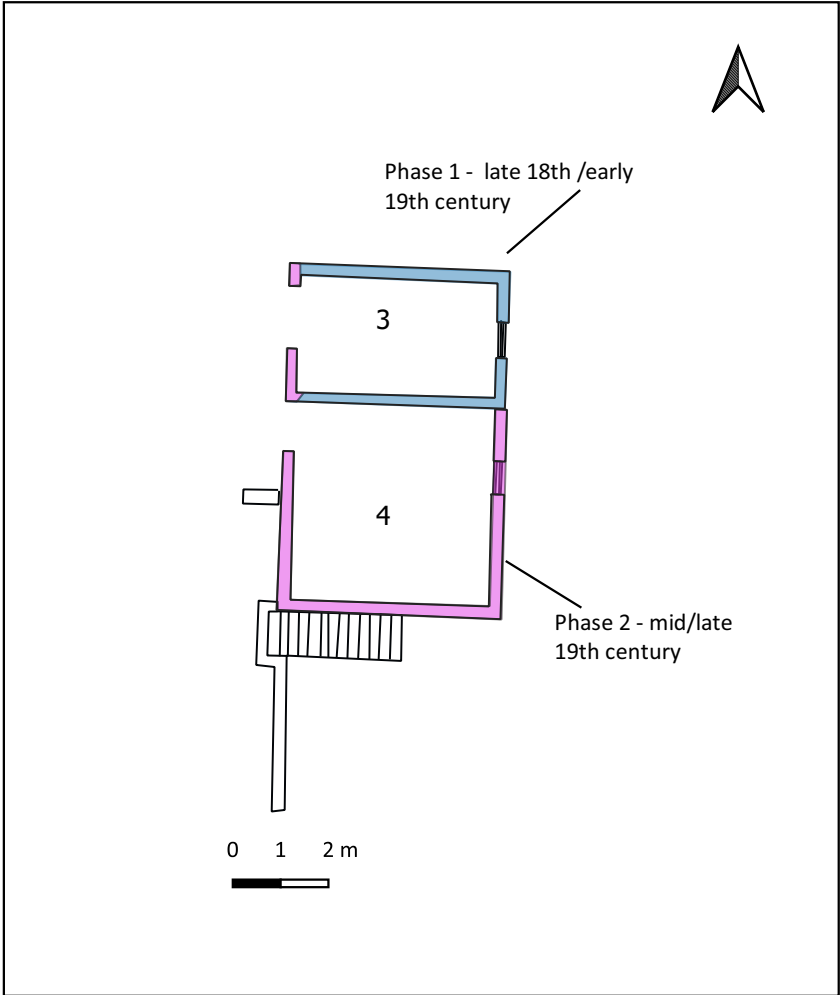 Phase 1 -  late 18th /early
19th century
3
4
Phase 2 - mid/late
19th century
0 1 2 m